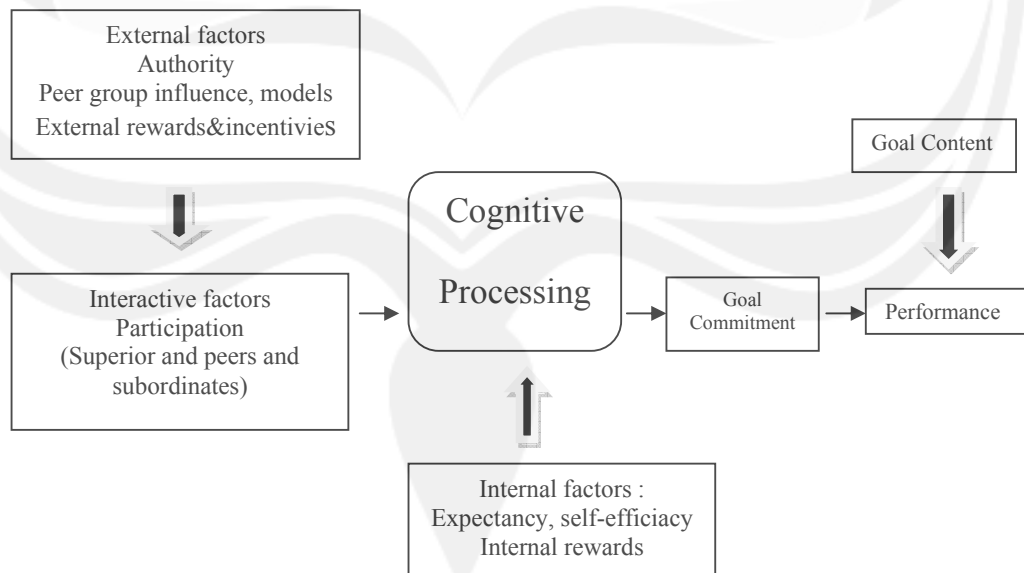 External factors
Authority
Peer group influence, models
External rewards&incentivies
Goal Content
Cognitive
Processing
Interactive factors
Participation
(Superior and peers and
subordinates)
Goal
Commitment
Performance
Internal factors :
Expectancy, self-efficiacy
Internal rewards